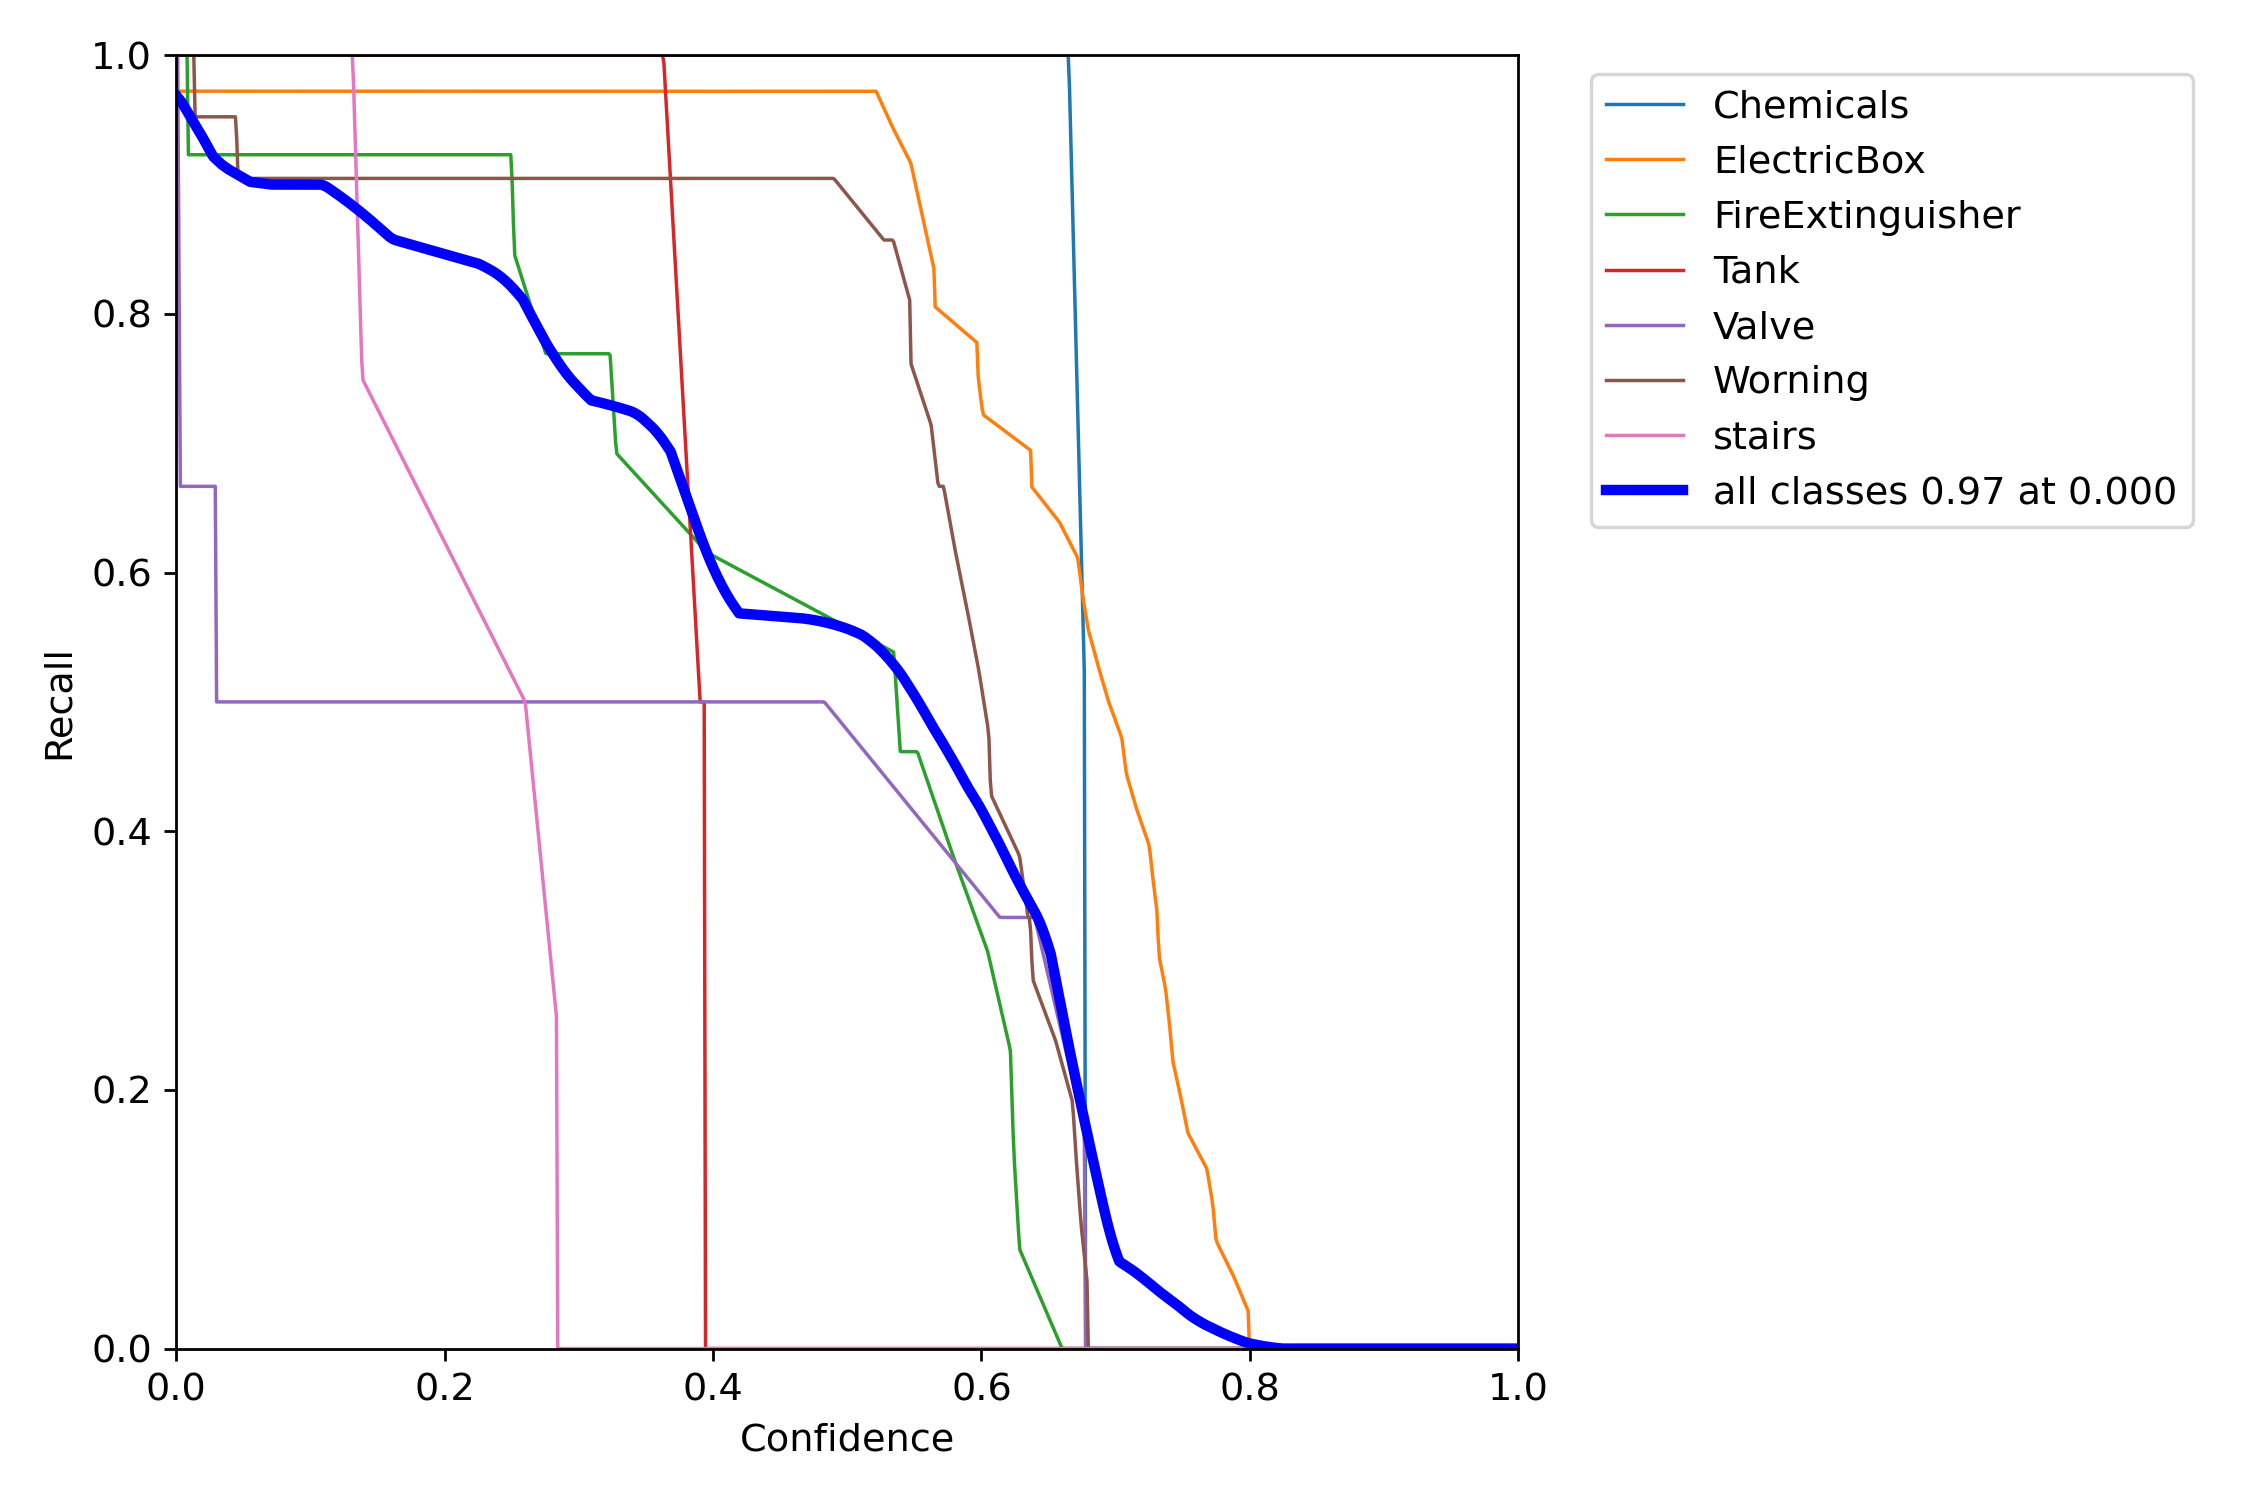 1.0
0.8
0.6
0.4
0.2
0.0
Recall
0.0 0.2 0.4 0.6 0.8 1.0
Confidence
Chemicals
ElectricBox
FireExtinguisher
Tank
Valve
Worning
stairs
all classes 0.97 at 0.000